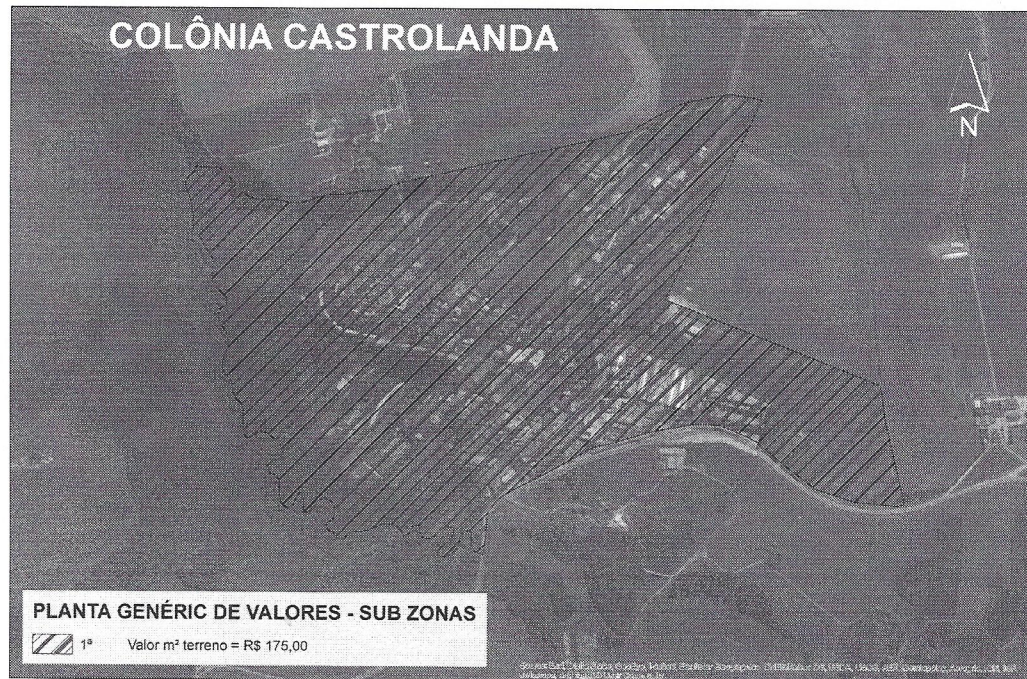 COLÔNIA CASTROLANDA
N
PLANTA GENÉRIC DE VALORES - SUB ZONAS
1ª Valor m² terreno = R$ 175,00